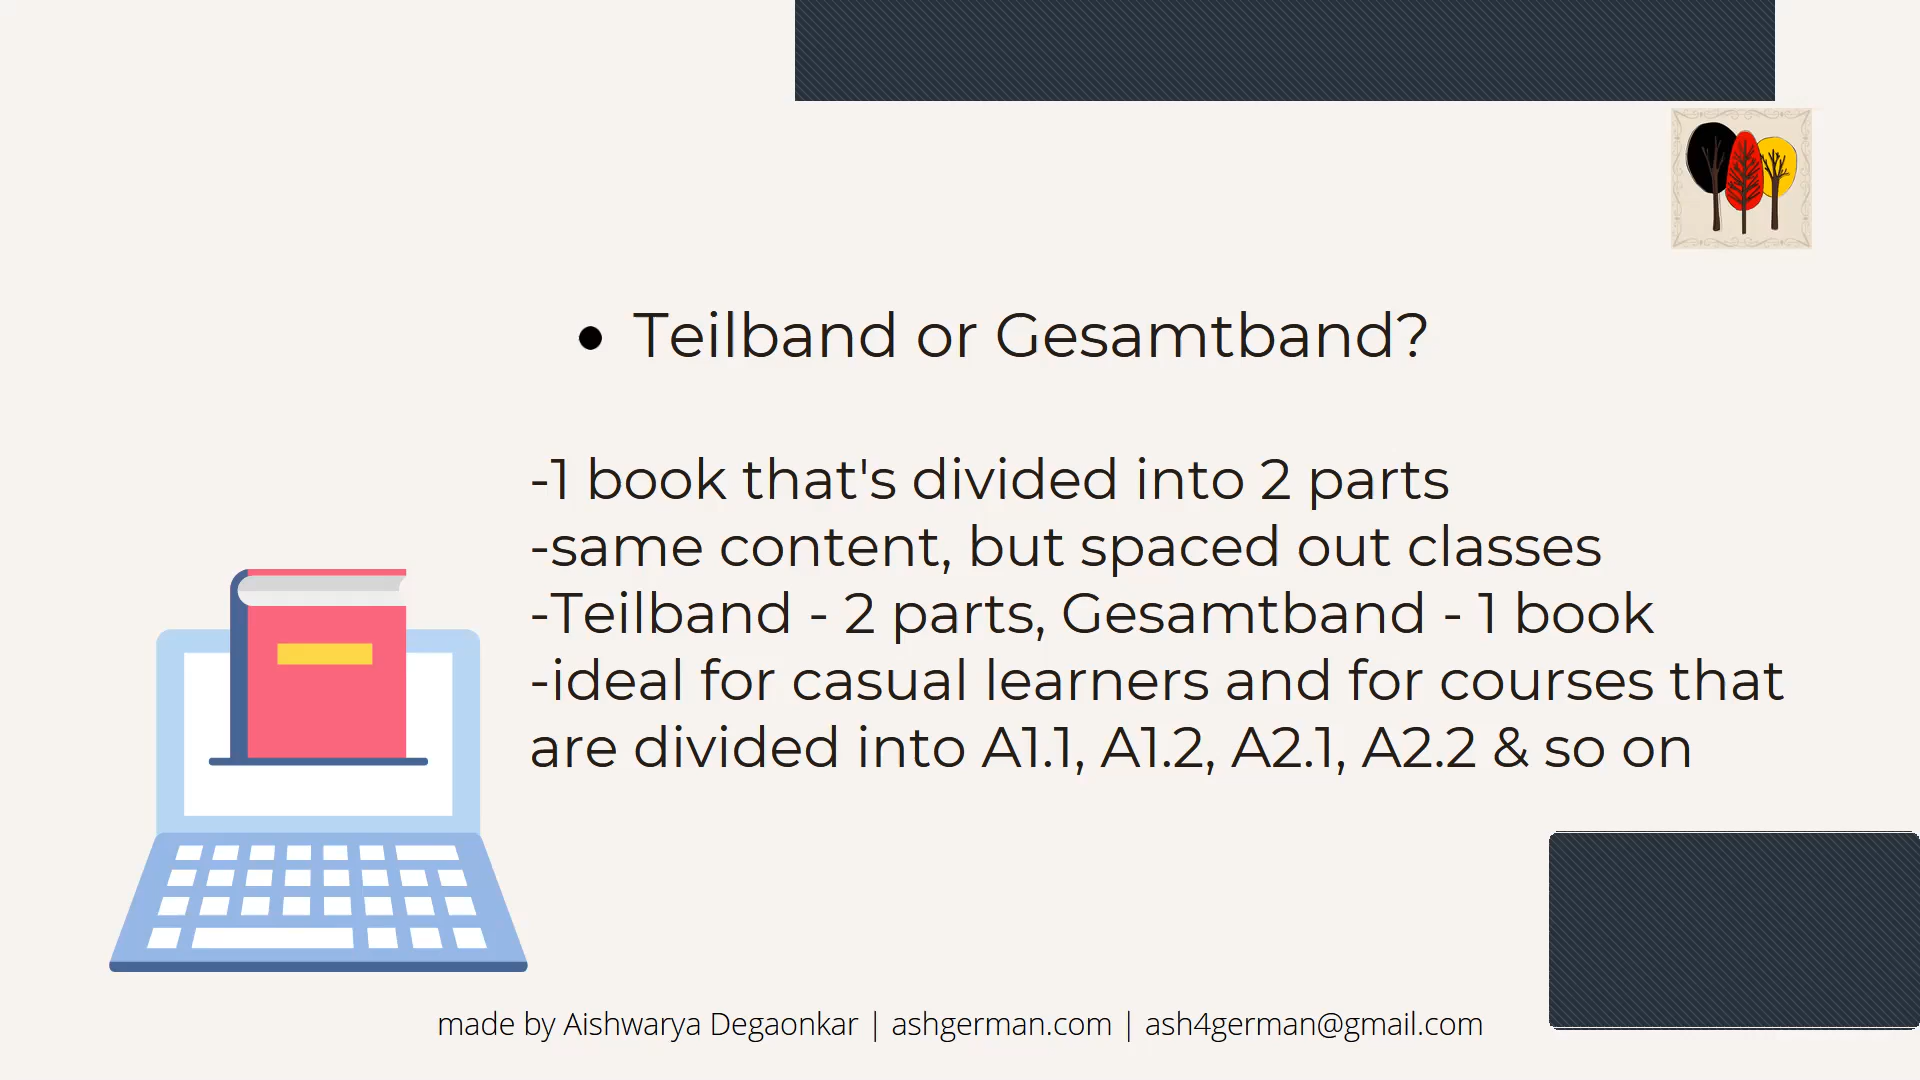 • Teilband or Gesamtband?
-1 book that's divided into 2 parts
-same content, but spaced out classes
-Teilband - 2 parts, Gesamtband - 1 book
-ideal for casual learners and for courses that
are divided into A1.1, A1.2, A2.1, A2.2 & so on
made by Aishwarya Degaonkar | ashgerman.com | ash4german@gmail.com